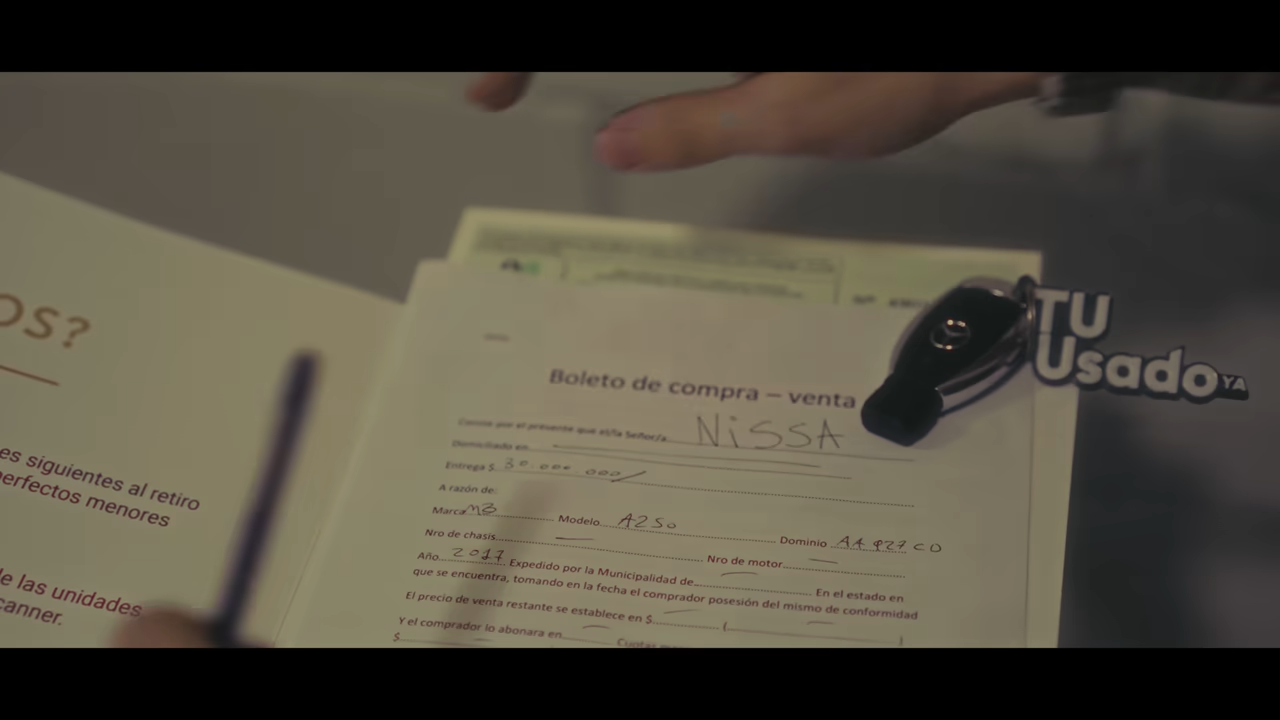 OS?
es siguientes al retiro
perfectos menores
de las unidades
canner.
Boleto de compra – venta
Conste por el presente que el/la Señor/a NiSSA
Domiciliado en
Entrega $ 30.000.000/
A razón de:
Marca MB Modelo A250 Dominio AA 927 CD
Nro de chasis Nro de motor
Año 2017 Expedido por la Municipalidad de En el estado en
que se encuentra, tomando en la fecha el comprador posesión del mismo de conformidad
El precio de venta restante se establece en $ (
Y el comprador lo abonara en Cuotas
$
TU
Usado YA